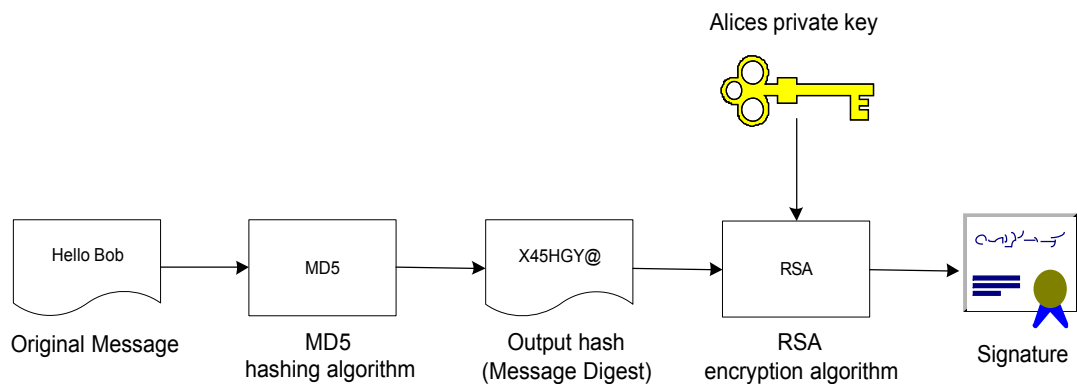 Alices private key
Hello Bob
MD5
X45HGY@
RSA
Original Message
MD5
hashing algorithm
Output hash
(Message Digest)
RSA
encryption algorithm
Signature